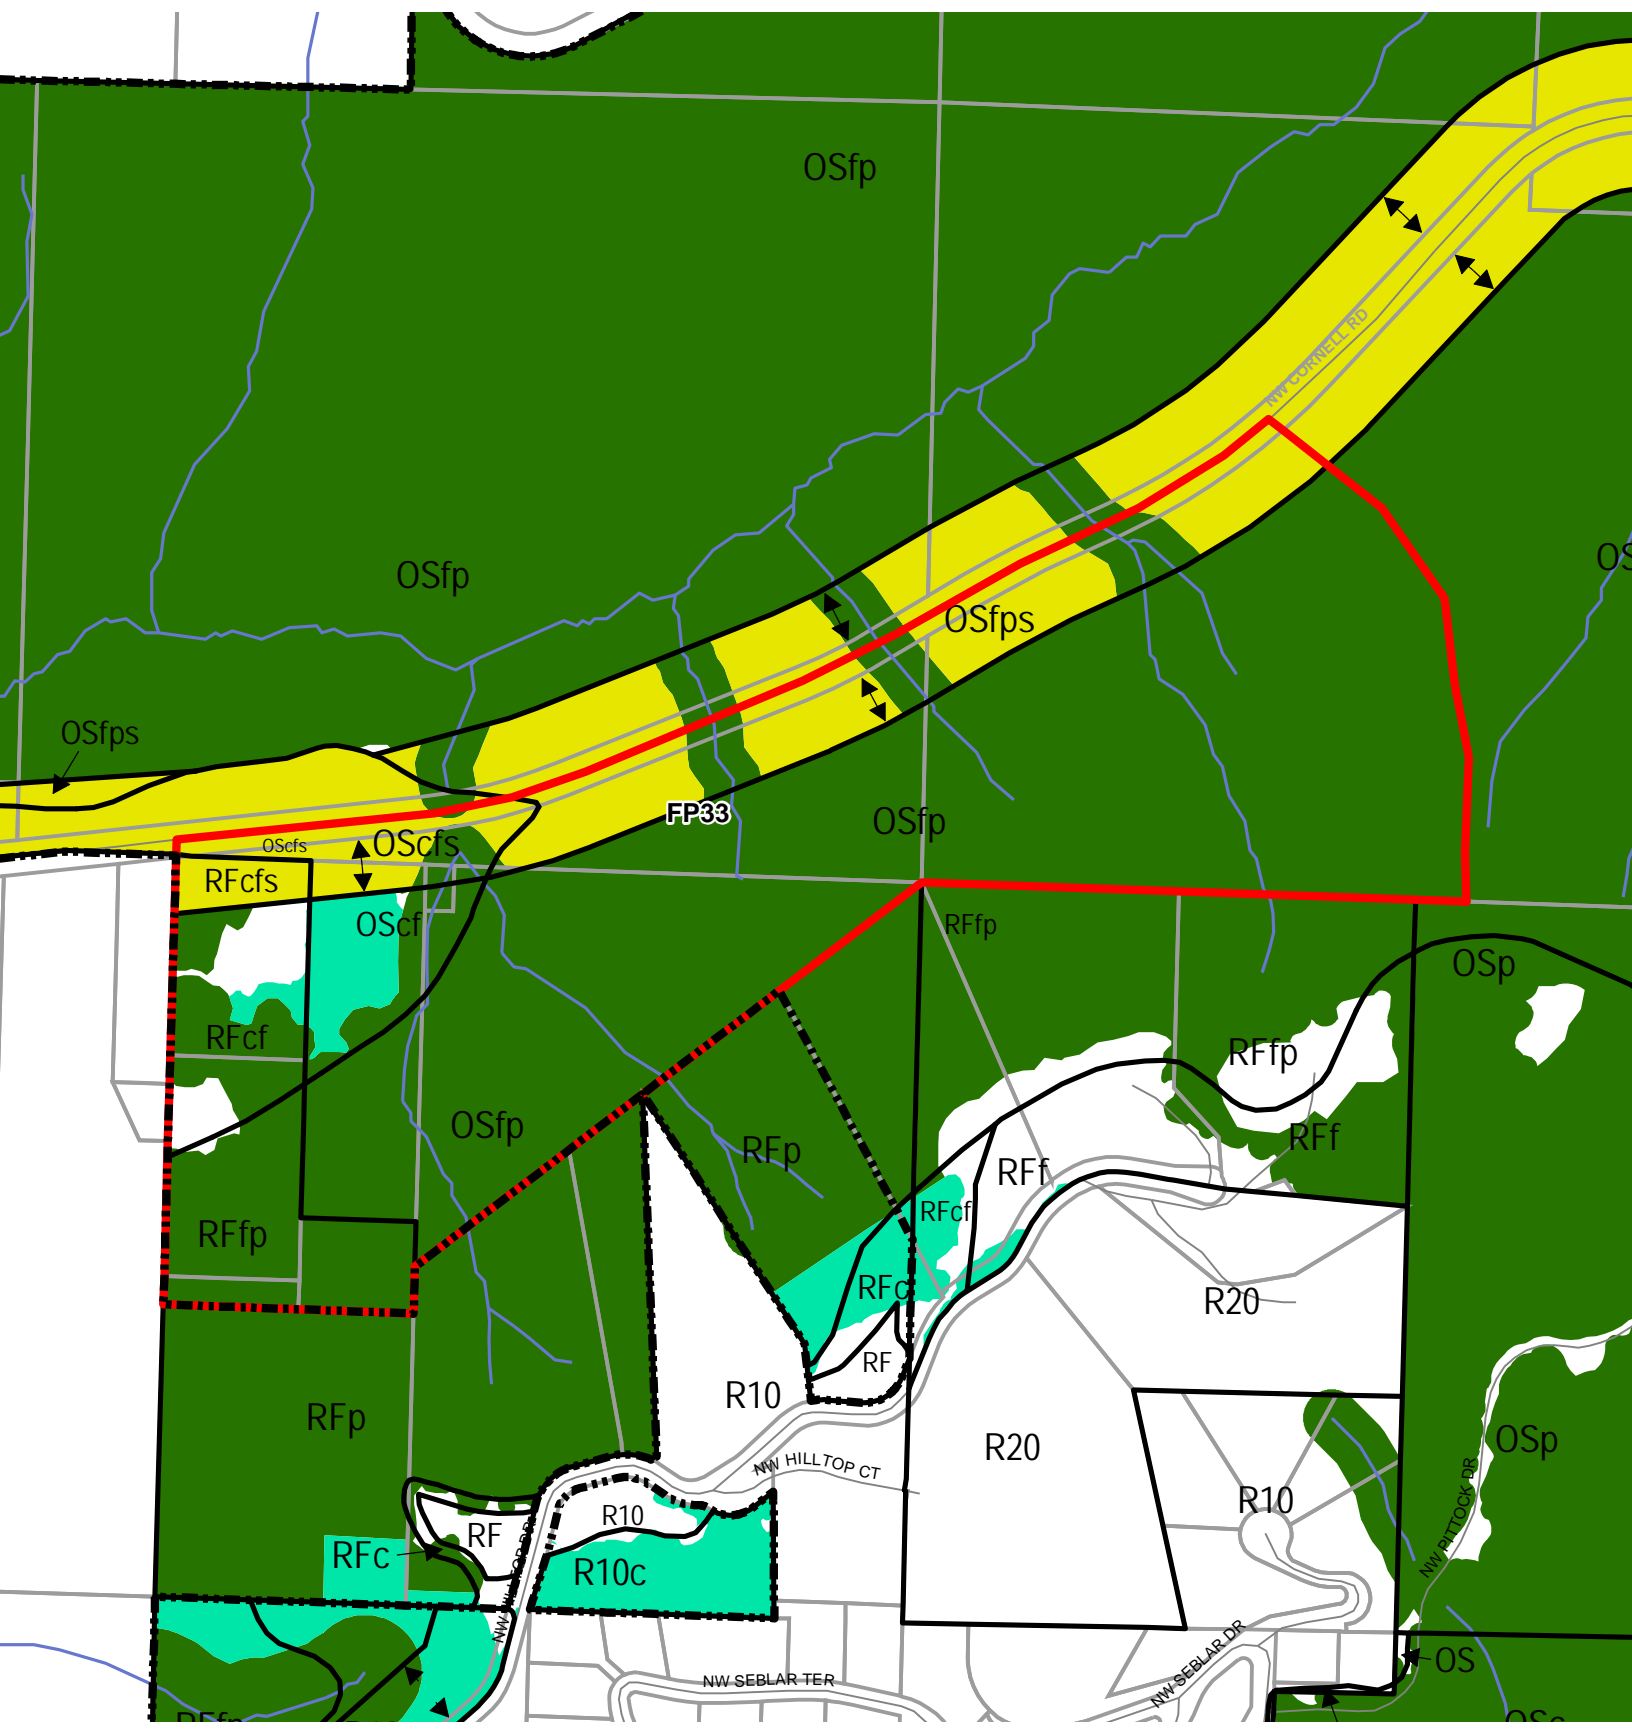 OSfp
NW CORNELL RD
OSfp
OSfps
OSfps
FP33
OSfp
OScfs
OScfs
RFcfs
OScf
RFfp
OSp
RFcf
RFfp
OSfp
RFf
RFp
RFf
RFcf
RFfp
RFc
R20
RF
R10
RFp
R20
OSp
NW HILLTOP CT
R10
R10
RF
RFc
R10c
NW PITTOCK DR
NW SEBLAR DR
OS
NW SEBLAR TER